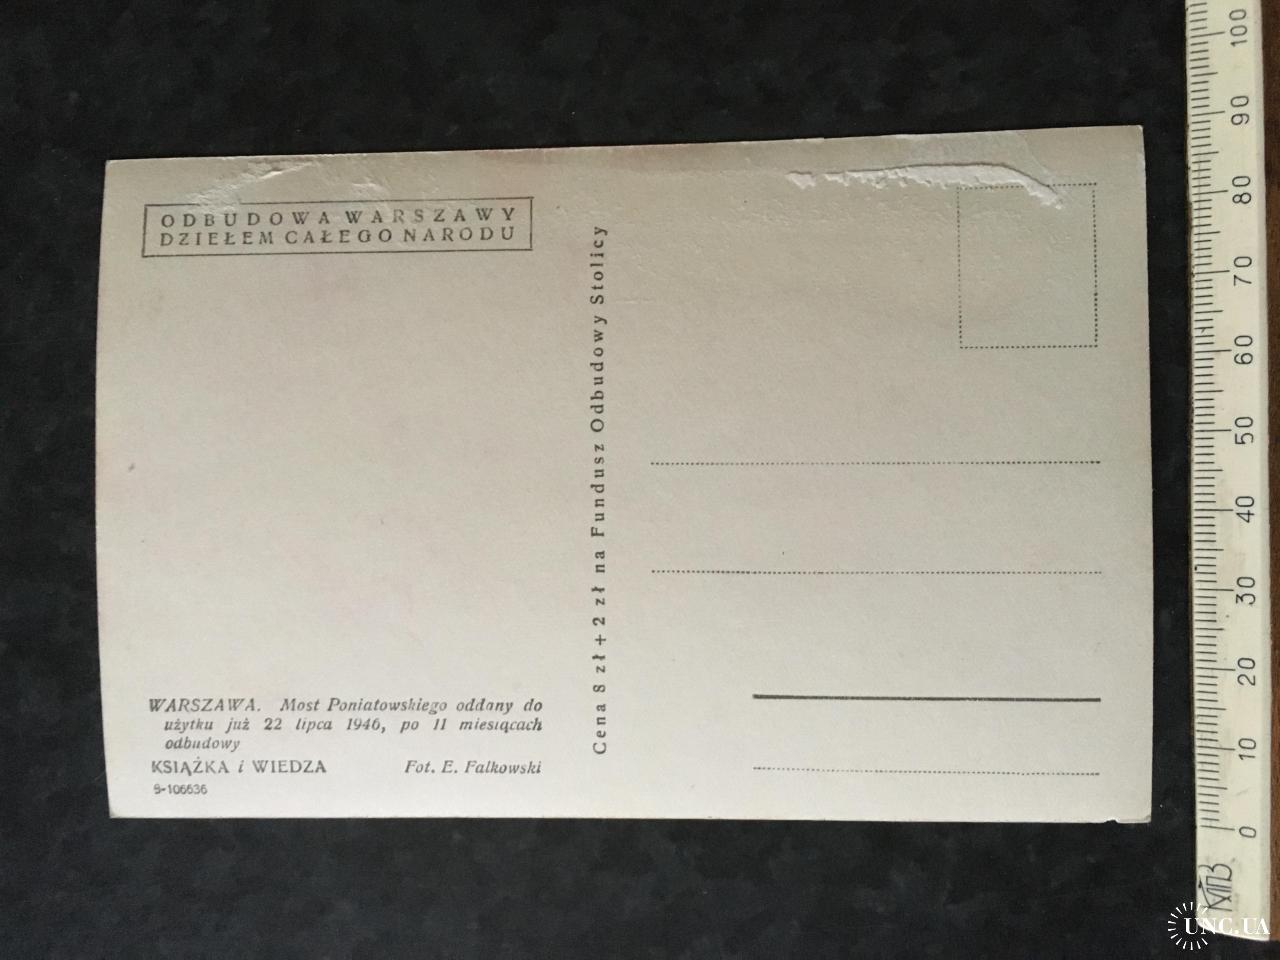 ODBUDOWA WARSZAWY
DZIEŁEM CAŁEGO NARODU
Cena 8 zł + 2 zł na Fundusz Odbudowy Stolicy
WARSZAWA. Most Poniatowskiego oddany do
użytku już 22 lipca 1946, po 11 miesiącach
odbudowy
KSIĄŻKA i WIEDZA Fot. E. Falkowski
S-106636
100
90
80
70
60
50
40
30
20
10
0
UNC.UA